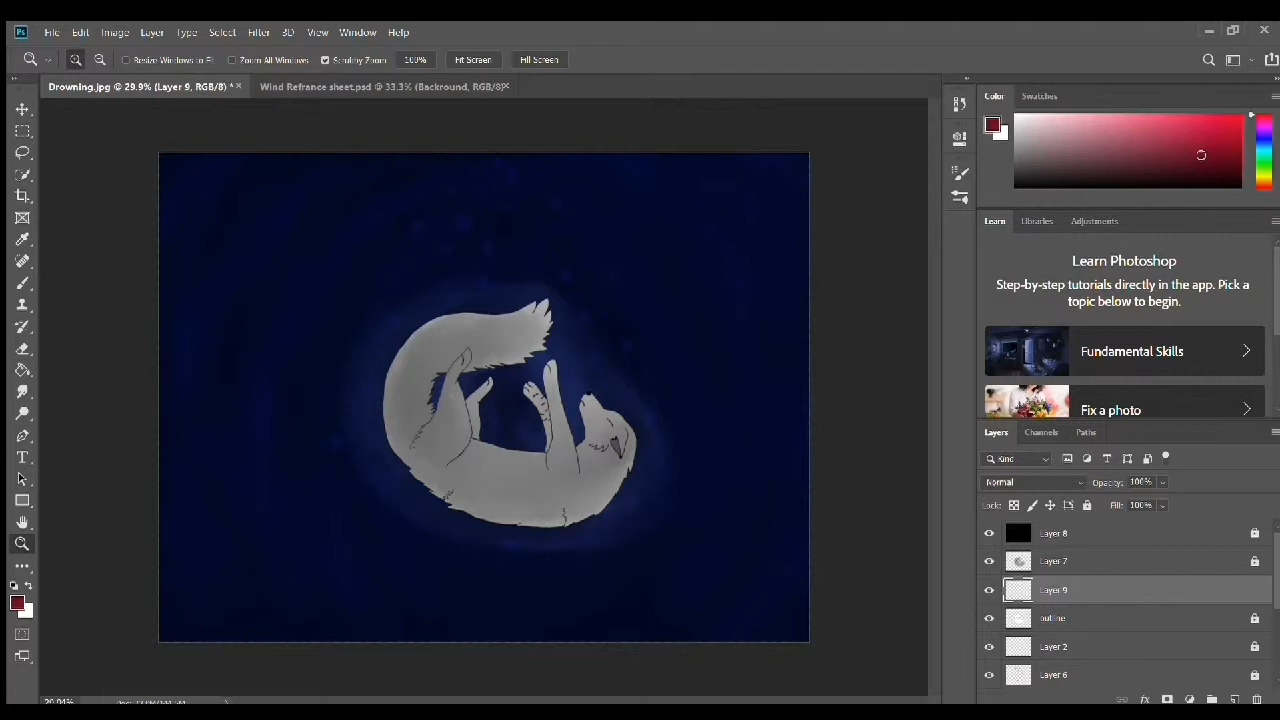 Ps File Edit Image Layer Type Select Filter 3D View Window Help
Resize Windows to Fit Zoom All Windows Scrubby Zoom 100% Fit Screen Fill Screen
Drowning.jpg @ 29.9% (Layer 9, RGB/8) * × Wind Refrance sheet.psd @ 33.3% (Backround, RGB/8) ×
Color Swatches
Learn Libraries Adjustments
Learn Photoshop
Step-by-step tutorials directly in the app. Pick a
topic below to begin.
Fundamental Skills
Fix a photo
Layers Channels Paths
Kind
Normal Opacity: 100%
Lock: Fill: 100%
Layer 8
Layer 7
Layer 9
outline
Layer 2
Layer 6